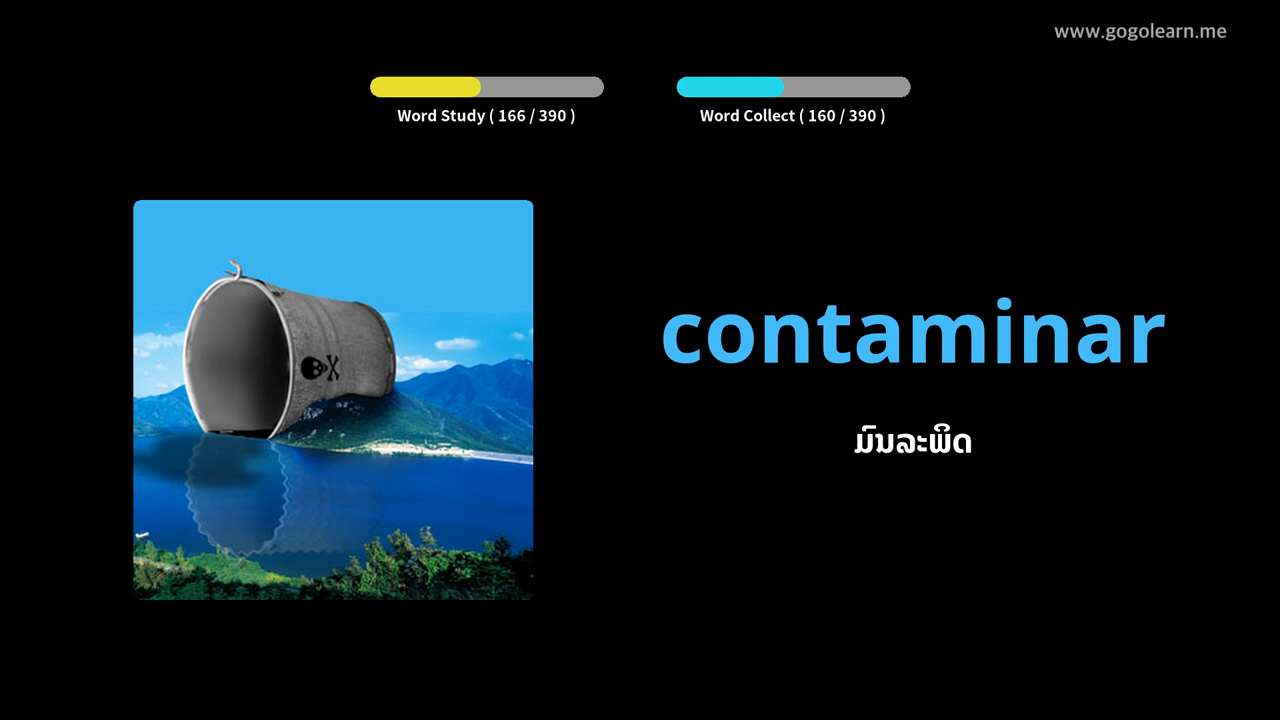 www.gogolearn.me
Word Study ( 166 / 390 )
Word Collect ( 160 / 390 )
contaminar
ມົນລະພິດ